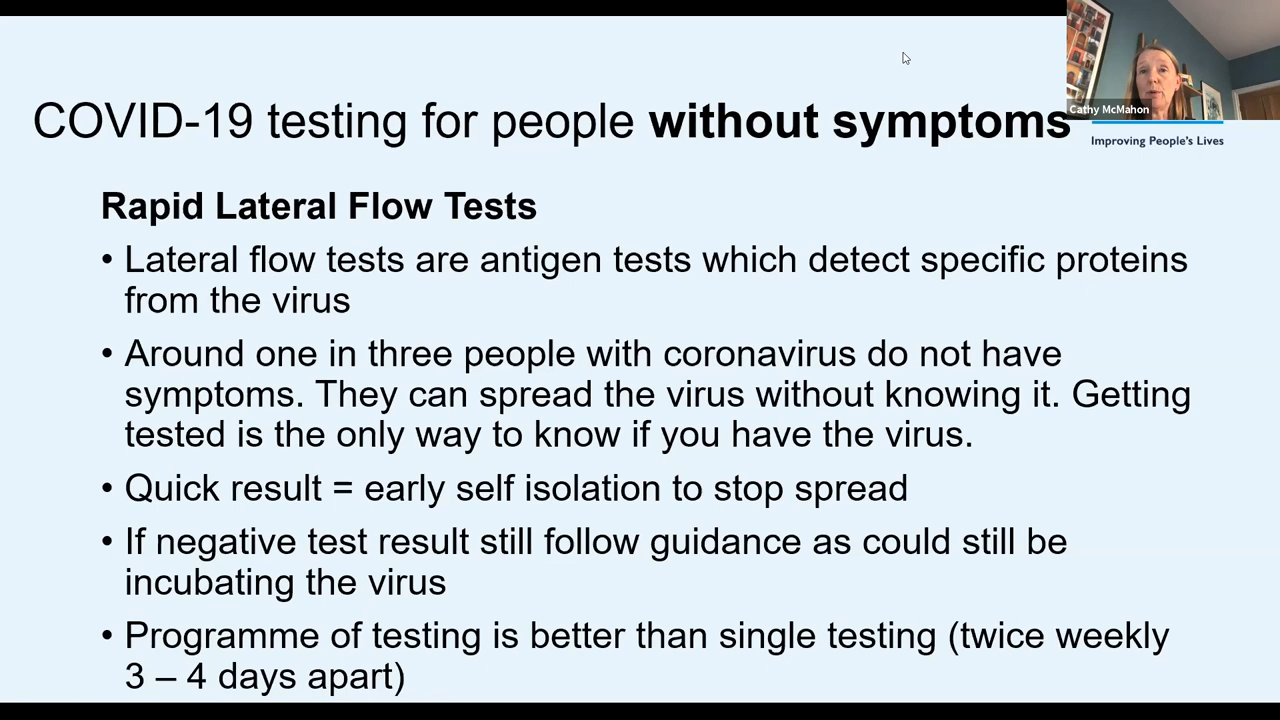 COVID-19 testing for people without symptoms
Cathy McMahon
Improving People's Lives
Rapid Lateral Flow Tests
• Lateral flow tests are antigen tests which detect specific proteins
from the virus
• Around one in three people with coronavirus do not have
symptoms. They can spread the virus without knowing it. Getting
tested is the only way to know if you have the virus.
• Quick result = early self isolation to stop spread
• If negative test result still follow guidance as could still be
incubating the virus
• Programme of testing is better than single testing (twice weekly
3 – 4 days apart)